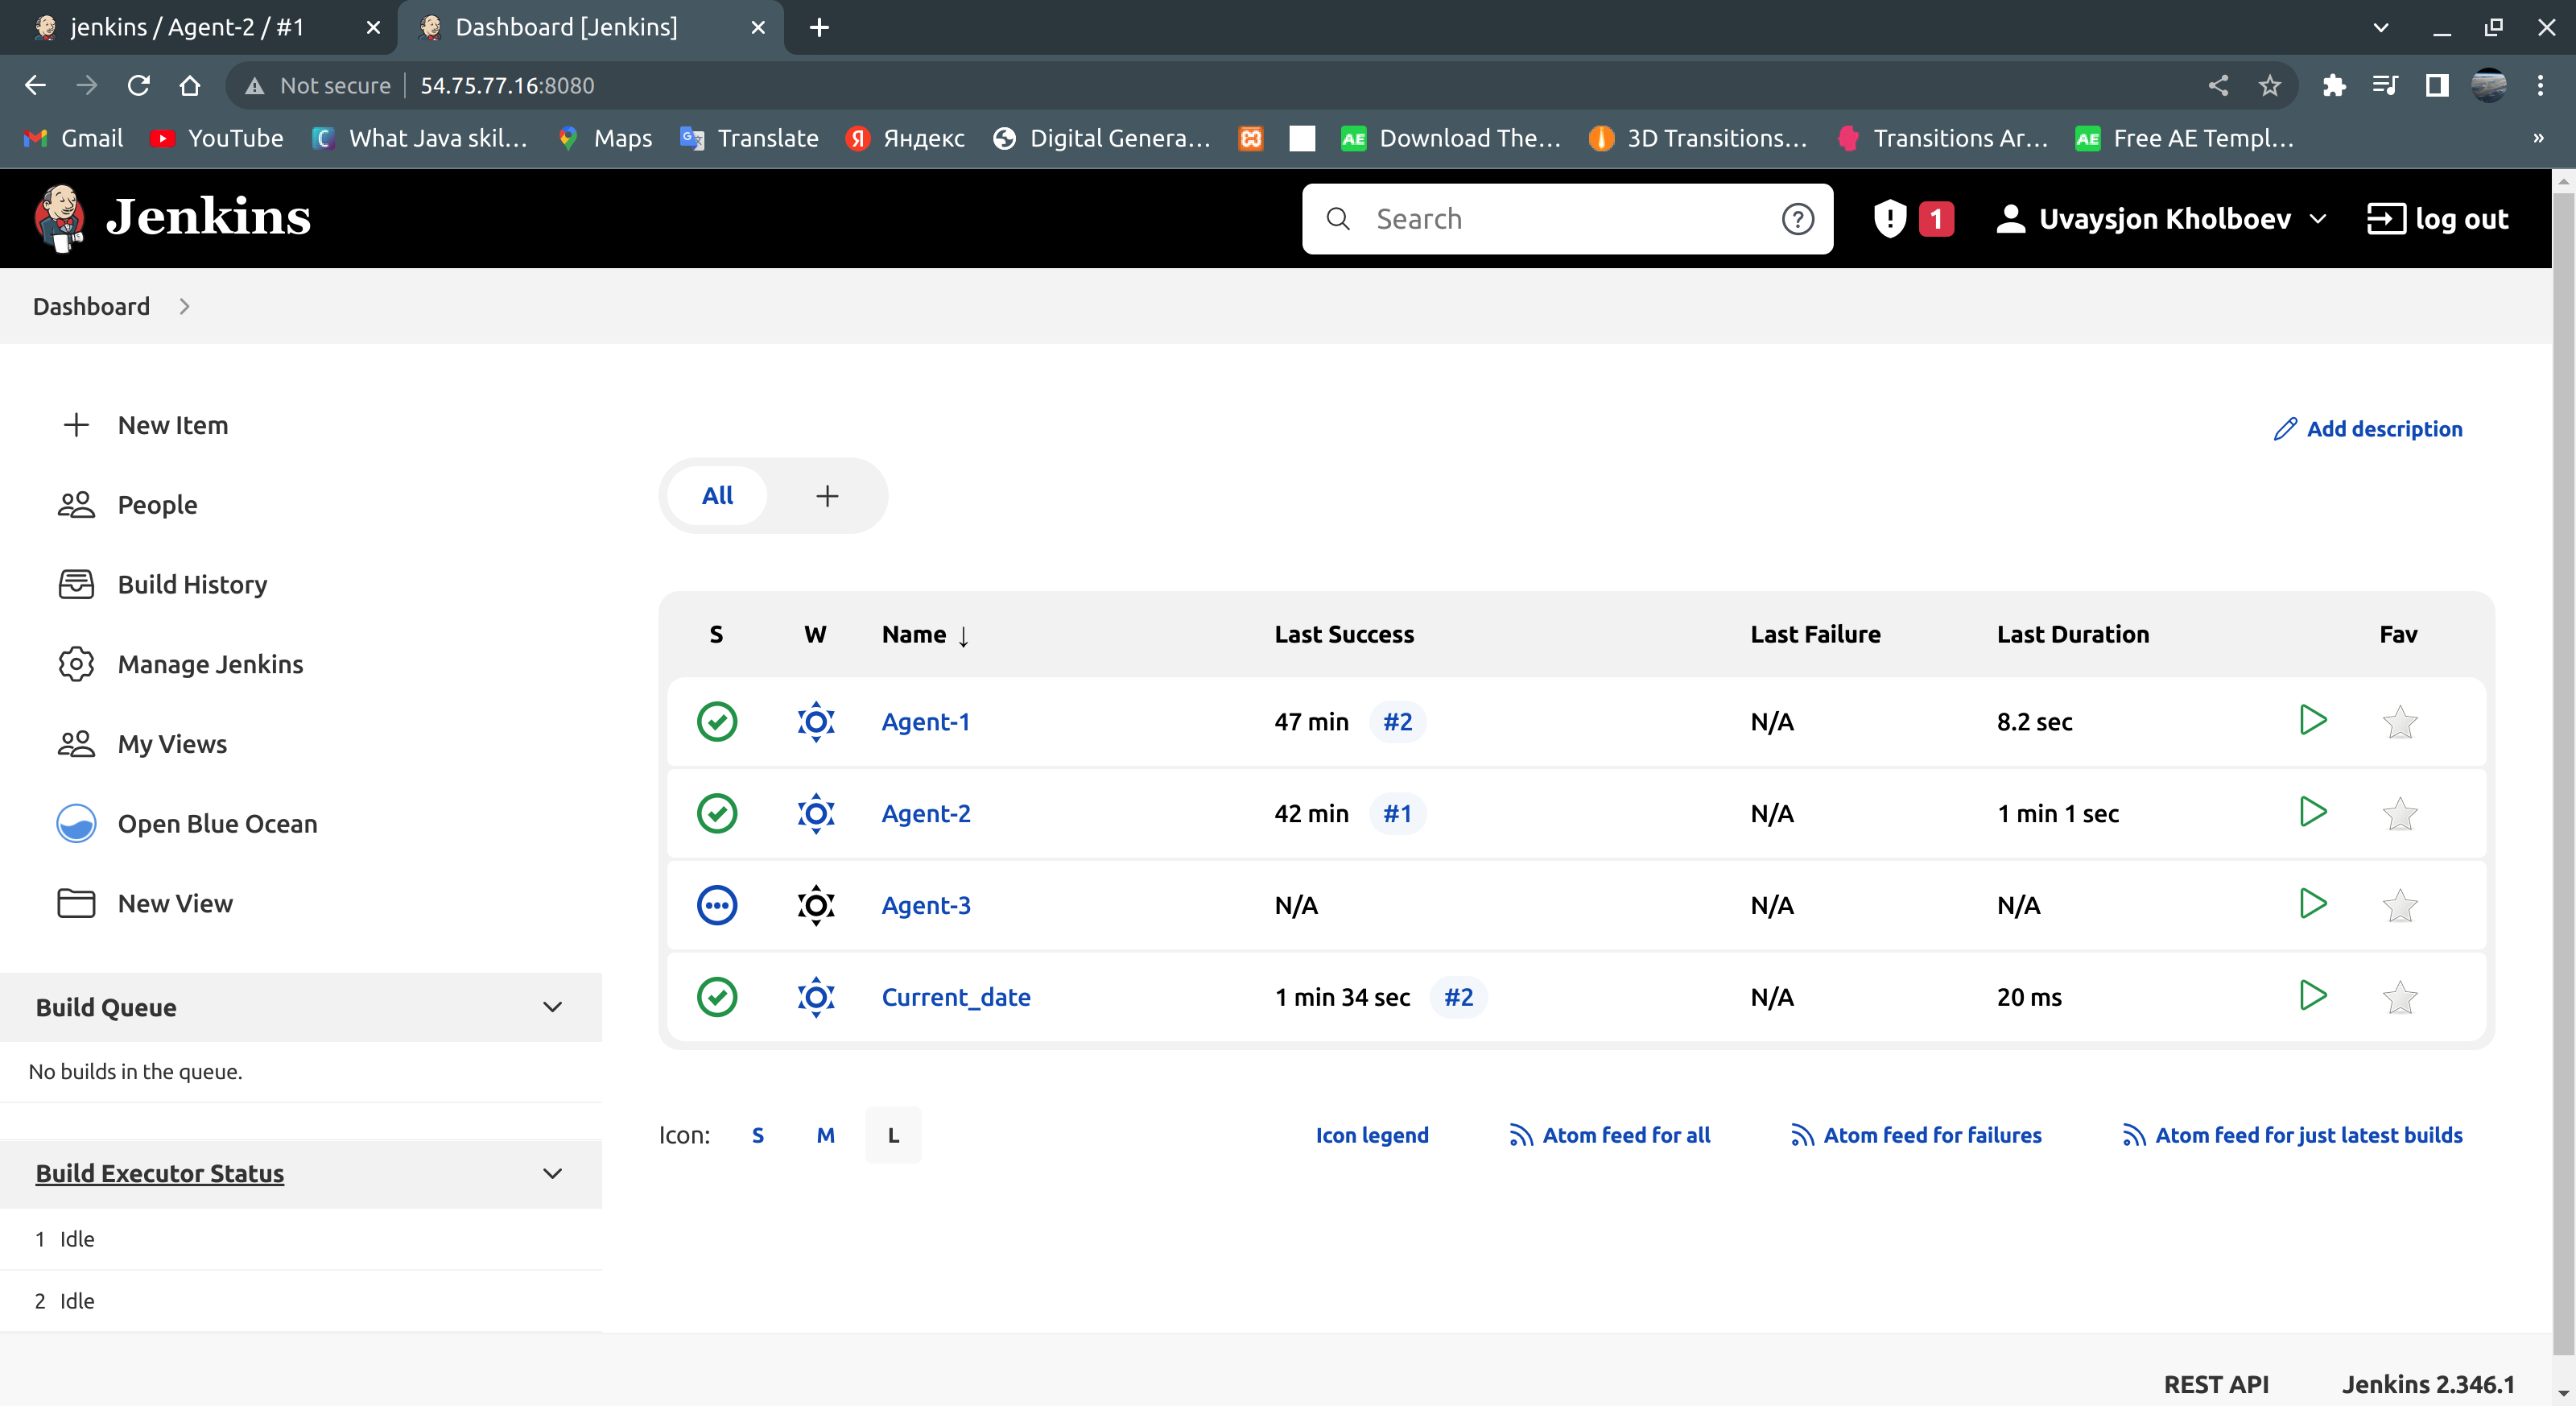 jenkins / Agent-2 / #1
Dashboard [Jenkins]
Not secure 54.75.77.16:8080
Gmail YouTube What Java skil... Maps Translate Яндекс Digital Genera... Download The... 3D Transitions... Transitions Ar... Free AE Templ... »
Jenkins Search 1 Uvaysjon Kholboev log out
Dashboard
New Item
Add description
All
People
Build History
Manage Jenkins
My Views
Open Blue Ocean
New View
S W Name ↓ Last Success Last Failure Last Duration Fav
Agent-1 47 min #2 N/A 8.2 sec
Agent-2 42 min #1 N/A 1 min 1 sec
Agent-3 N/A N/A N/A
Current_date 1 min 34 sec #2 N/A 20 ms
Build Queue
No builds in the queue.
Icon: S M L Icon legend Atom feed for all Atom feed for failures Atom feed for just latest builds
Build Executor Status
1 Idle
2 Idle
REST API Jenkins 2.346.1